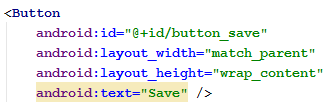 <Button
android:id="@+id/button_save"
android:layout_width="match_parent"
android:layout_height="wrap_content"
android:text="Save" />